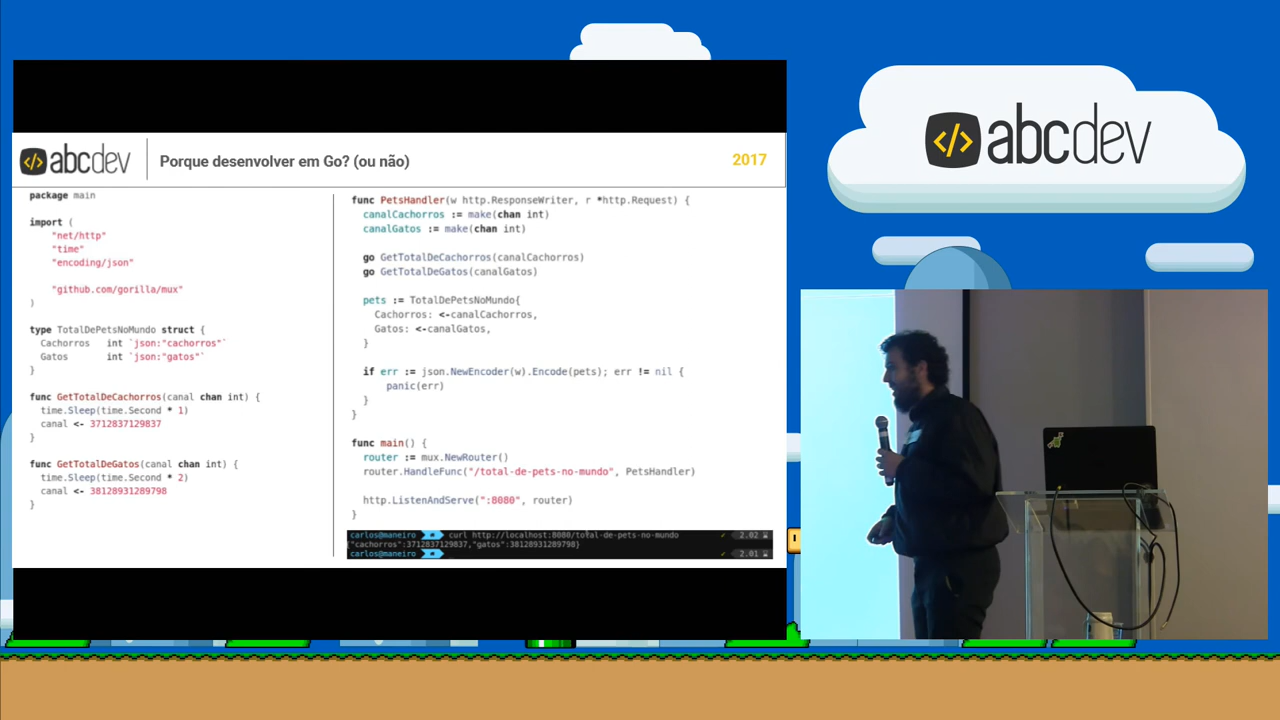 </> abcdev
</> abcdev
Porque desenvolver em Go? (ou não)
2017
package main
import (
"net/http"
"time"
"encoding/json"
"github.com/gorilla/mux"
)
type TotalDePetsNoMundo struct {
Cachorros int `json:"cachorros"`
Gatos int `json:"gatos"`
}
func GetTotalDeCachorros(canal chan int) {
time.Sleep(time.Second * 1)
canal <- 3712837129837
}
func GetTotalDeGatos(canal chan int) {
time.Sleep(time.Second * 2)
canal <- 38128931289798
}
func PetsHandler(w http.ResponseWriter, r *http.Request) {
canalCachorros := make(chan int)
canalGatos := make(chan int)
go GetTotalDeCachorros(canalCachorros)
go GetTotalDeGatos(canalGatos)
pets := TotalDePetsNoMundo{
Cachorros: <-canalCachorros,
Gatos: <-canalGatos,
}
if err := json.NewEncoder(w).Encode(pets); err != nil {
panic(err)
}
}
func main() {
router := mux.NewRouter()
router.HandleFunc("/total-de-pets-no-mundo", PetsHandler)
http.ListenAndServe(":8080", router)
}
carlos@maneiro curl http://localhost:8080/total-de-pets-no-mundo ✓ 2.02
{"cachorros":3712837129837,"gatos":38128931289798}
carlos@maneiro ✓ 2.01